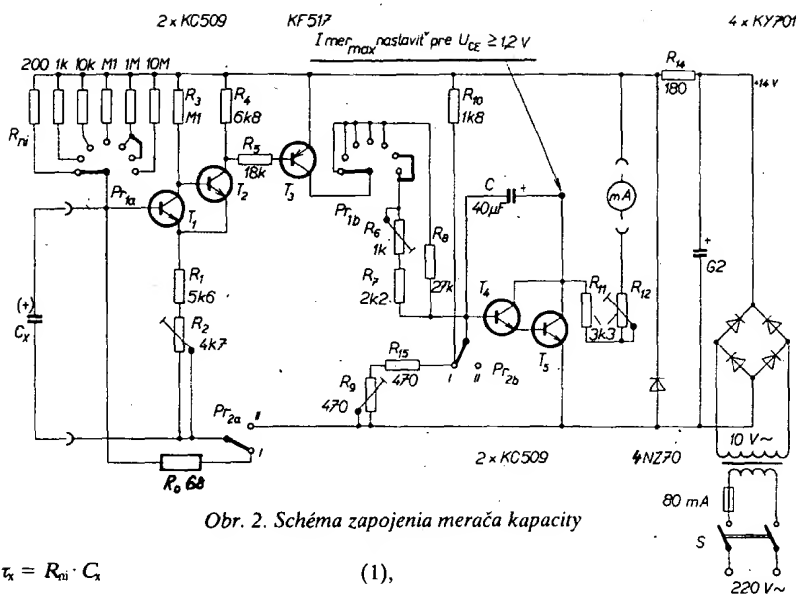 2 x KC509 KF517 4 x KY701
I mer max nastaviť pre U CE ≥ 1,2 V
200 1k 10k M1 1M 10M
R ni
R3
M1
R4
6k8
R5
18k
T1
T2
T3
Pr1a
Pr1b
R6
1k
R7
2k2
R8
27k
R10
1k8
C
40µF
+
mA
R14
180
+14 V
+
G2
R1
5k6
R2
4k7
(+)
Cx
T4
T5
R11
R12
3k3
R15
470
R9
470
I II
Pr2b
Pr2a
II
I
R0 68
2 x KC509 4NZ70
10 V~
80 mA
S
220 V~
Obr. 2. Schéma zapojenia merača kapacity
τx = Rni · Cx (1),